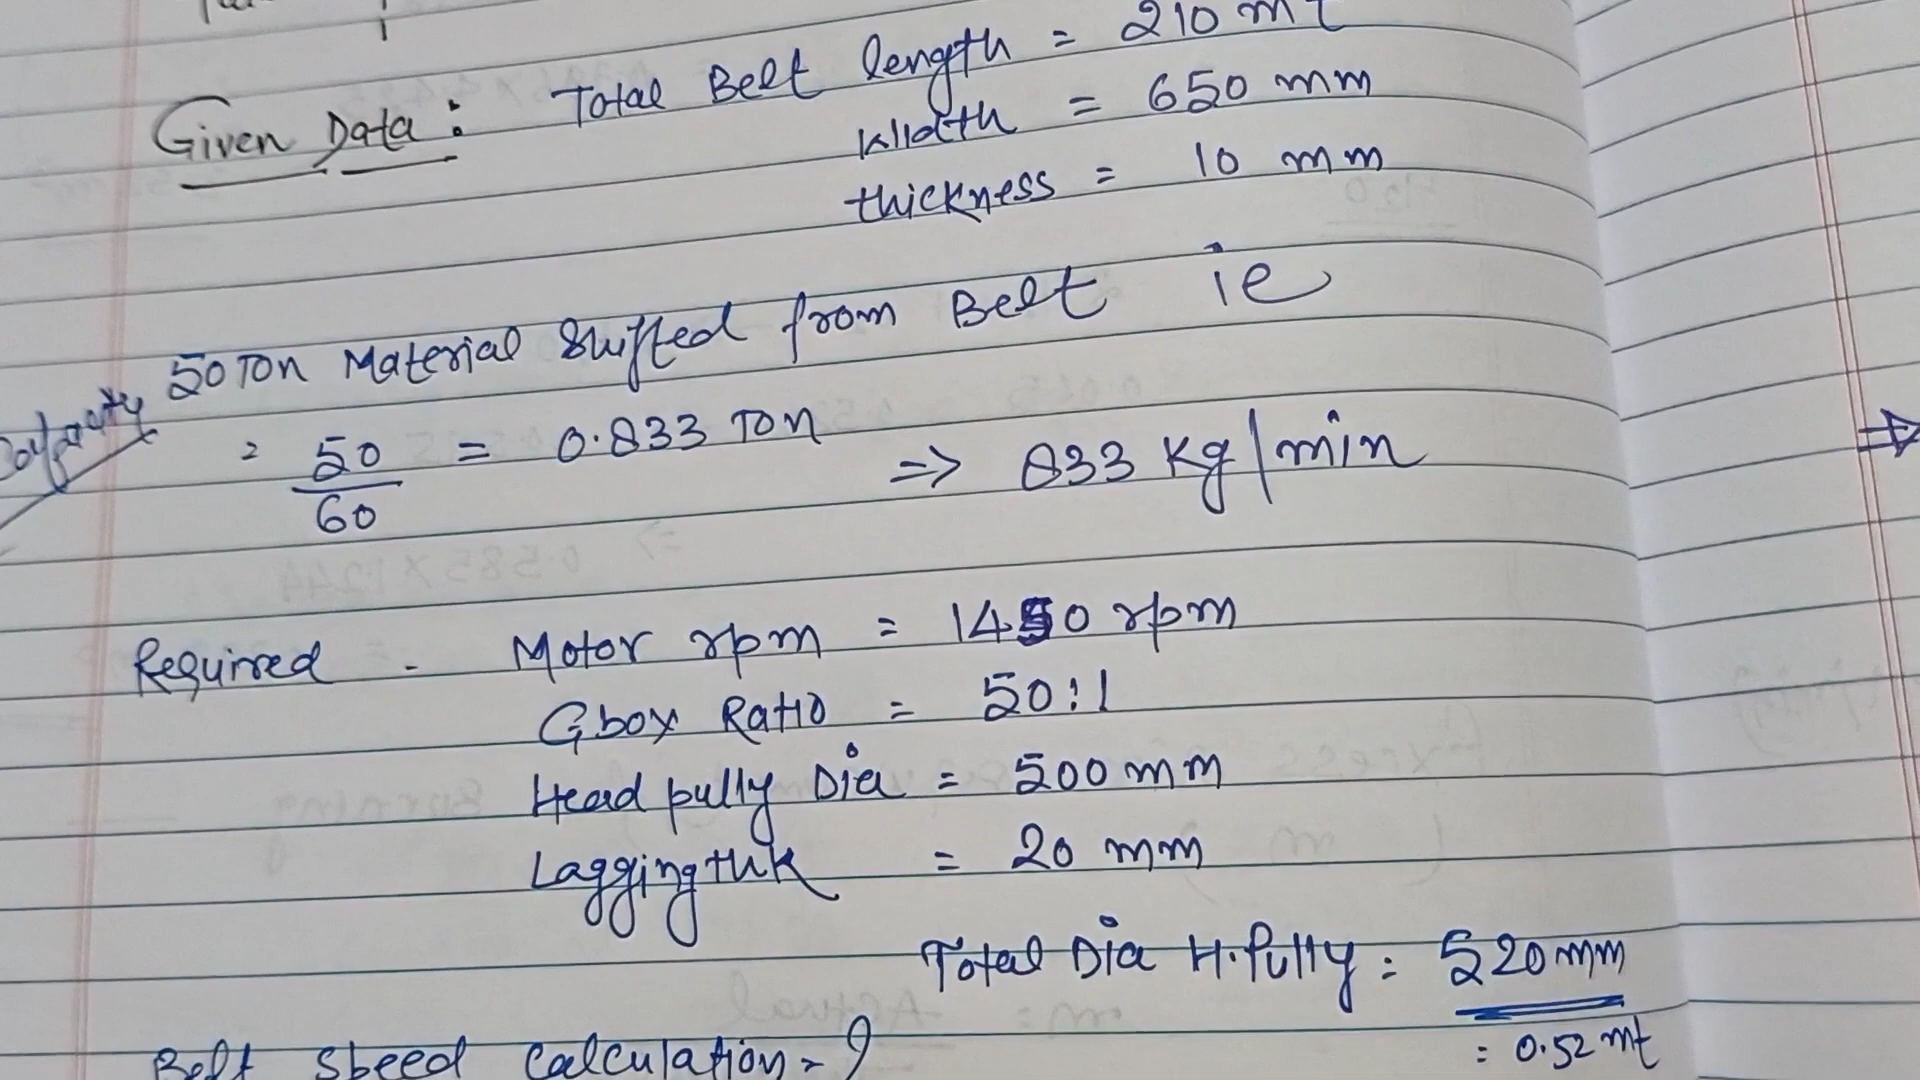 Given Data : Total Belt length = 210 mt
Width = 650 mm
thickness = 10 mm
50 Ton Material Shifted from Belt ie
Capacity
= 50/60 = 0.833 Ton => 833 kg/min
Required - Motor rpm = 1450 rpm
Gbox Ratio = 50:1
Head pully Dia = 500 mm
Lagging thk = 20 mm
Total Dia H. Pully = 520 mm
= 0.52 mt
Belt speed Calculation = ?